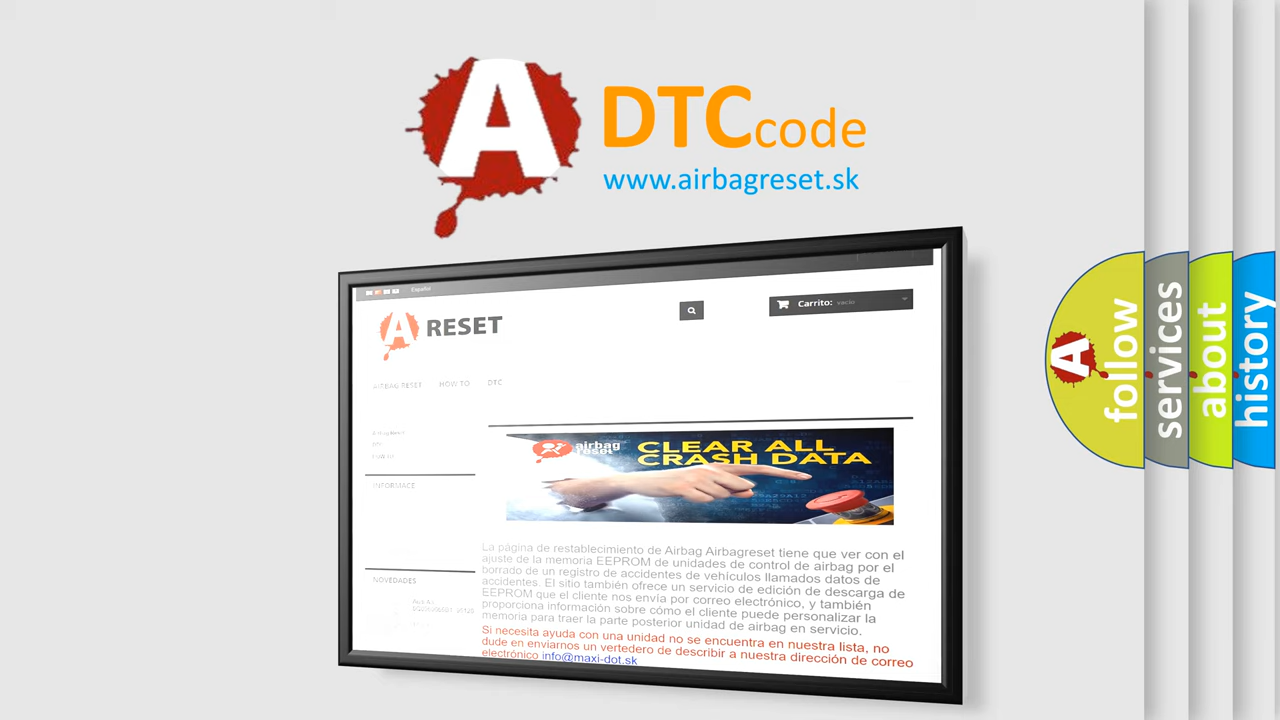 A
DTCcode
www.airbagreset.sk
Español
A RESET
Carrito: vacío
AIRBAG RESET HOW TO DTC
INFORMACE
NOVEDADES
airbag
reset
CLEAR ALL
CRASH DATA
La página de restablecimiento de Airbag Airbagreset tiene que ver con el
ajuste de la memoria EEPROM de unidades de control de airbag por el
borrado de un registro de accidentes de vehículos llamados datos de
accidentes. El sitio también ofrece un servicio de edición de descarga de
EEPROM que el cliente nos envía por correo electrónico, y también
proporciona información sobre cómo el cliente puede personalizar la
memoria para traer la parte posterior unidad de airbag en servicio.
Si necesita ayuda con una unidad no se encuentra en nuestra lista, no
dude en enviarnos un vertedero de describir a nuestra dirección de correo
electrónico info@maxi-dot.sk
A
follow
services
about
history